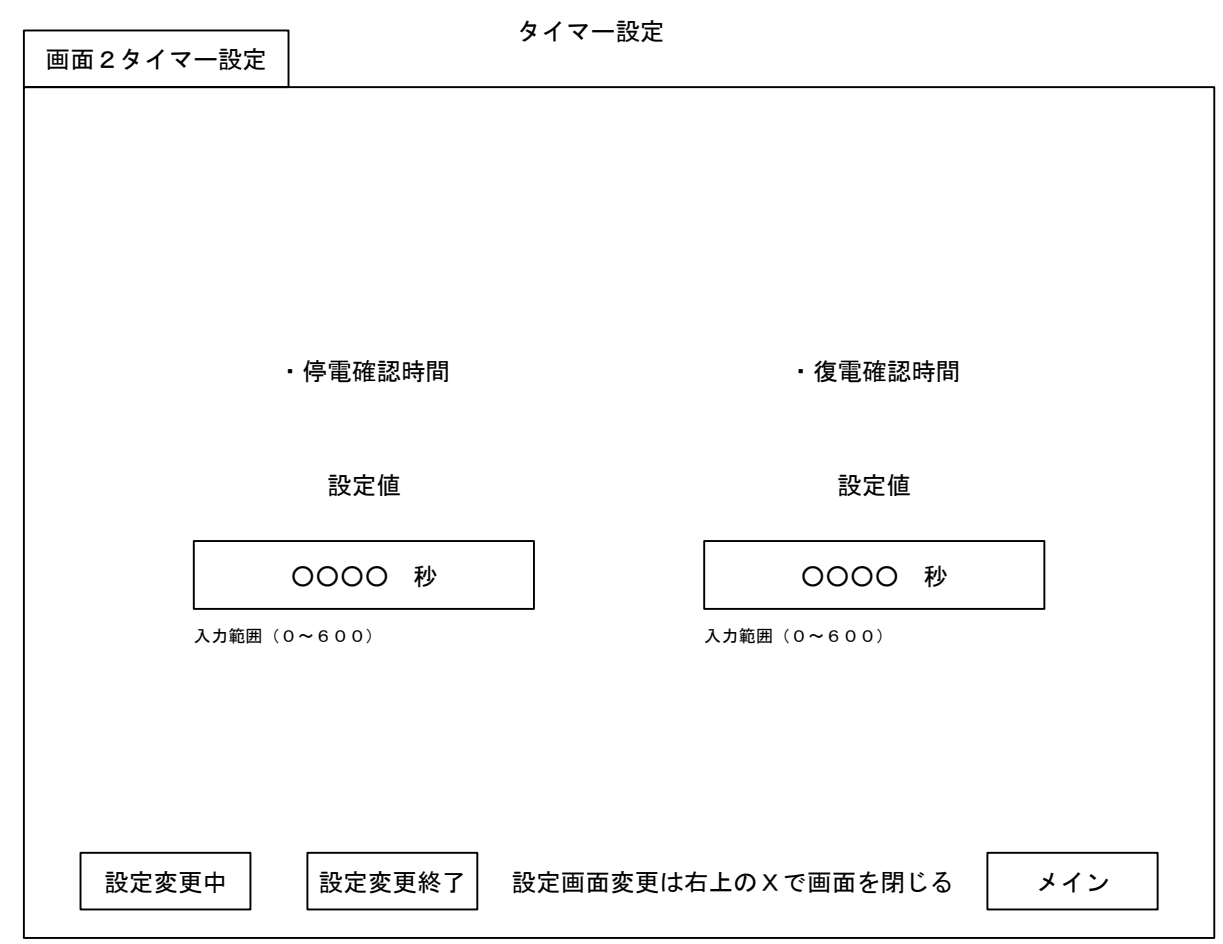 タイマー設定
画面２タイマー設定
・停電確認時間
・復電確認時間
設定値
設定値
〇〇〇〇　秒
〇〇〇〇　秒
入力範囲（０～６００）
入力範囲（０～６００）
設定変更中
設定変更終了
設定画面変更は右上のＸで画面を閉じる
メイン